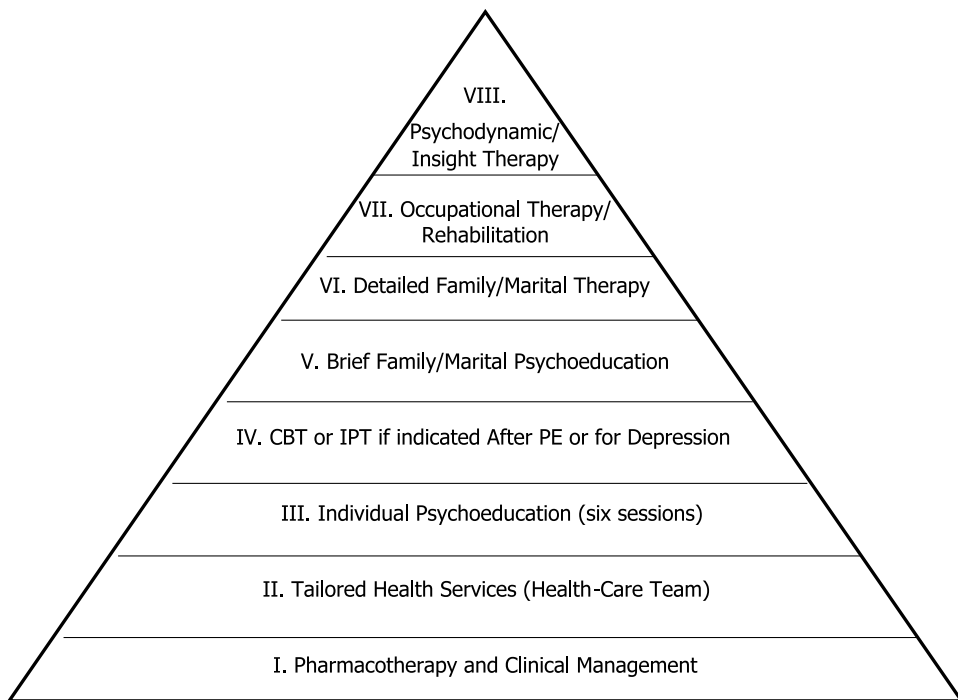 VIII.
Psychodynamic/
Insight Therapy
VII. Occupational Therapy/
Rehabilitation
VI. Detailed Family/Marital Therapy
V. Brief Family/Marital Psychoeducation
IV. CBT or IPT if indicated After PE or for Depression
III. Individual Psychoeducation (six sessions)
II. Tailored Health Services (Health-Care Team)
I. Pharmacotherapy and Clinical Management